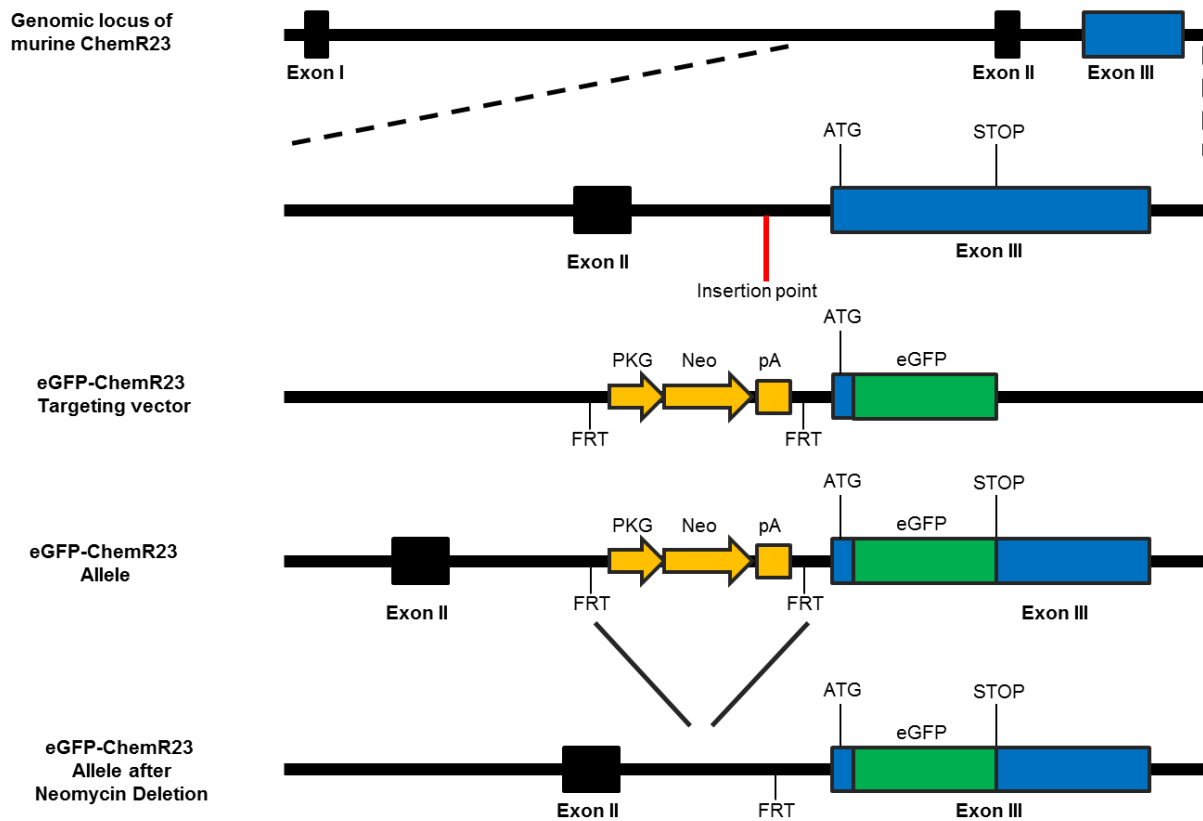 Genomic locus of
murine ChemR23
Exon I
Exon II
Exon III
ATG
STOP
Exon II
Exon III
Insertion point
eGFP-ChemR23
Targeting vector
PKG
Neo
pA
ATG
eGFP
FRT
FRT
eGFP-ChemR23
Allele
PKG
Neo
pA
ATG
eGFP
STOP
Exon II
FRT
FRT
Exon III
eGFP-ChemR23
Allele after
Neomycin Deletion
ATG
eGFP
STOP
Exon II
FRT
Exon III